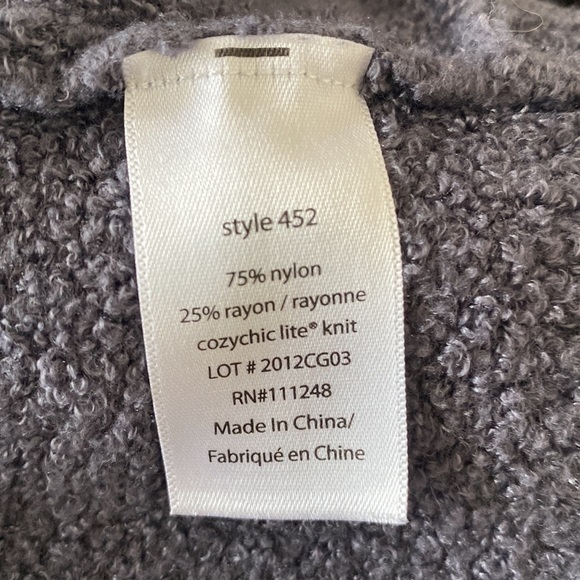 style 452
75% nylon
25% rayon / rayonne
cozychic lite® knit
LOT # 2012CG03
RN#111248
Made In China/
Fabriqué en Chine